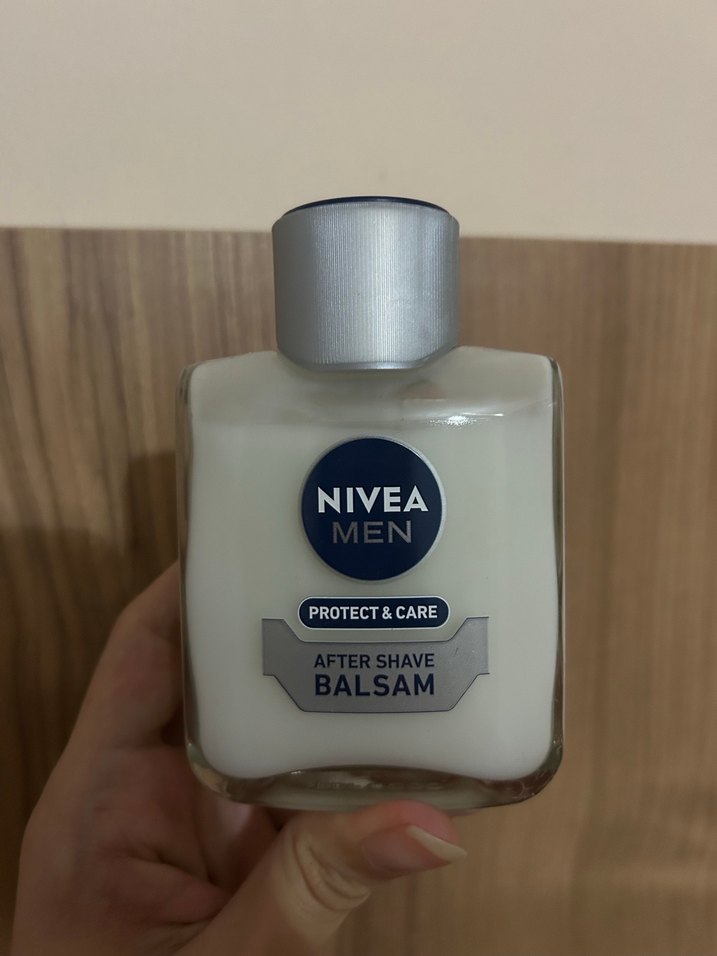 NIVEA
MEN
PROTECT & CARE
AFTER SHAVE
BALSAM